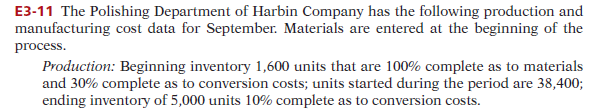 E3-11 The Polishing Department of Harbin Company has the following production and
manufacturing cost data for September. Materials are entered at the beginning of the
process.
Production: Beginning inventory 1,600 units that are 100% complete as to materials
and 30% complete as to conversion costs; units started during the period are 38,400;
ending inventory of 5,000 units 10% complete as to conversion costs.